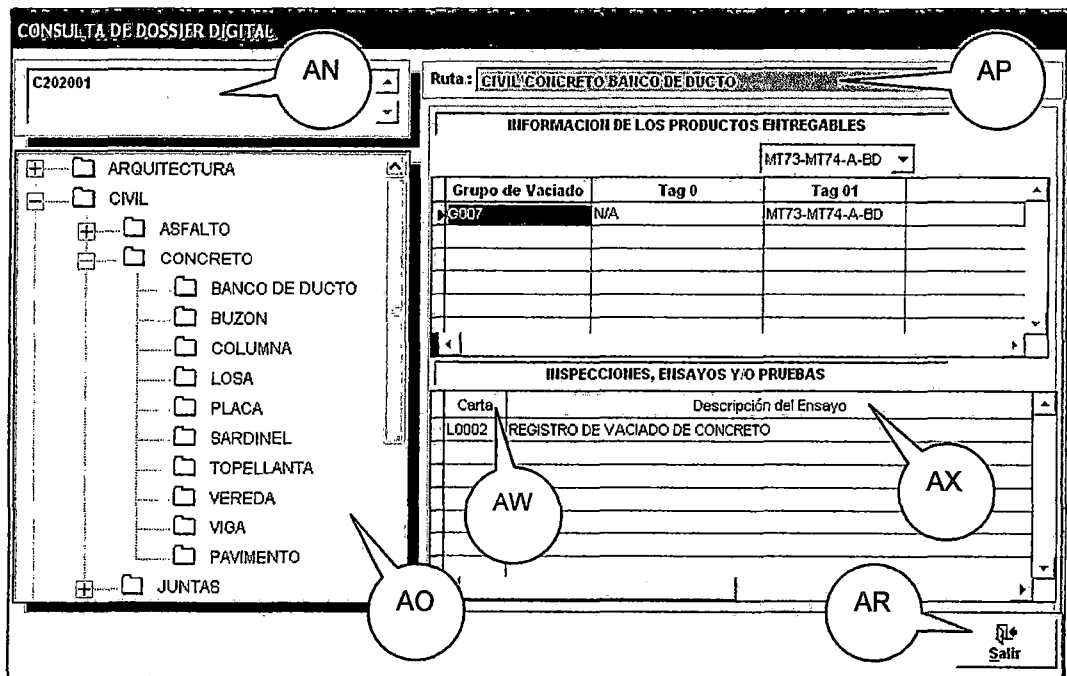 CONSULTA DE DOSSIER DIGITAL
AN
C202001
Ruta: CIVIL CONCRETO BANCO DE DUCTO
AP
INFORMACION DE LOS PRODUCTOS ENTREGABLES
MT73-MT74-A-BD
Grupo de Vaciado Tag 0 Tag 01
G007 N/A MT73-MT74-A-BD
ARQUITECTURA
CIVIL
ASFALTO
CONCRETO
BANCO DE DUCTO
BUZON
COLUMNA
LOSA
PLACA
SARDINEL
TOPELLANTA
VEREDA
VIGA
PAVIMENTO
JUNTAS
AO
INSPECCIONES, ENSAYOS Y/O PRUEBAS
Carta Descripción del Ensayo
L0002 REGISTRO DE VACIADO DE CONCRETO
AW
AX
AR
Salir